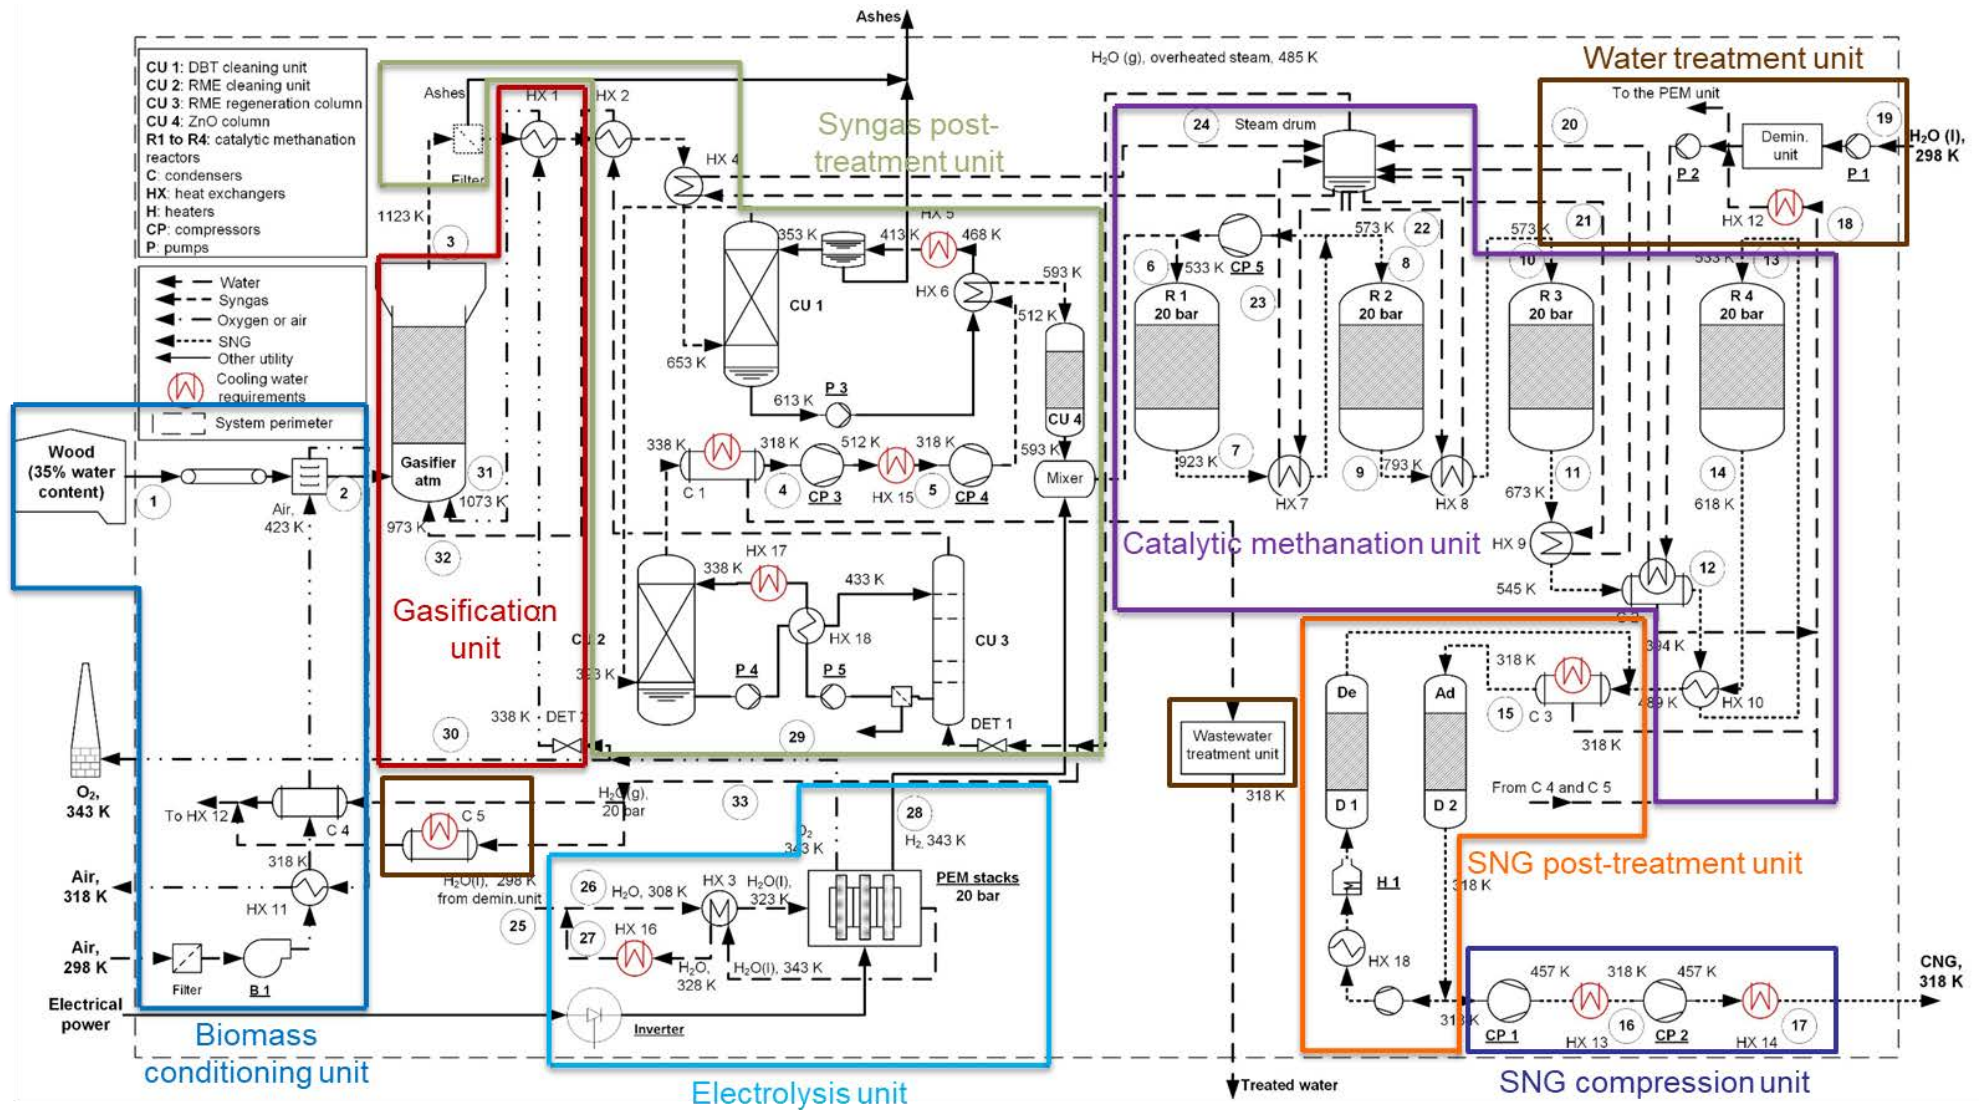 Ashes
CU 1: DBT cleaning unit
CU 2: RME cleaning unit
CU 3: RME regeneration column
CU 4: ZnO column
R1 to R4: catalytic methanation
reactors
C: condensers
HX: heat exchangers
H: heaters
CP: compressors
P: pumps
Water
Syngas
Oxygen or air
SNG
Other utility
Cooling water
requirements
System perimeter
Ashes
Filter
HX 1
HX 2
HX 4
Syngas post-
treatment unit
H₂O (g), overheated steam, 485 K
Water treatment unit
To the PEM unit
Demin.
unit
P 2
P 1
19
H₂O (l),
298 K
HX 12
18
20
24
Steam drum
21
22
23
1123 K
3
HX 5
353 K
413 K
468 K
HX 6
593 K
512 K
CU 1
653 K
P 3
613 K
CU 4
593 K
Mixer
338 K
318 K
512 K
318 K
C 1
4
CP 3
HX 15
5
CP 4
6
533 K
CP 5
573 K
8
573 K
10
533 K
13
R 1
20 bar
R 2
20 bar
R 3
20 bar
R 4
20 bar
923 K
7
HX 7
9
793 K
HX 8
11
673 K
14
618 K
HX 9
545 K
12
Catalytic methanation unit
394 K
489 K
HX 10
Wood
(35% water
content)
1
2
Air,
423 K
Gasifier
atm
31
1073 K
973 K
32
Gasification
unit
CU 2
393 K
HX 17
338 K
433 K
HX 18
CU 3
P 4
P 5
29
DET 1
338 K
DET 2
30
O₂,
343 K
To HX 12
C 4
C 5
318 K
Air,
318 K
HX 11
Air,
298 K
Filter
B 1
Electrical
power
Biomass
conditioning unit
H₂O(g),
20 bar
33
O₂
343 K
28
H₂, 343 K
H₂O(l), 298 K
from demin.unit
25
26
H₂O, 308 K
HX 3
H₂O(l),
323 K
PEM stacks
20 bar
27
HX 16
H₂O,
328 K
H₂O(l), 343 K
Inverter
Electrolysis unit
Wastewater
treatment unit
318 K
Treated water
De
Ad
D 1
D 2
318 K
15
C 3
318 K
From C 4 and C 5
SNG post-treatment unit
H 1
318 K
HX 18
318 K
457 K
318 K
457 K
CP 1
HX 13
16
CP 2
HX 14
17
CNG,
318 K
SNG compression unit